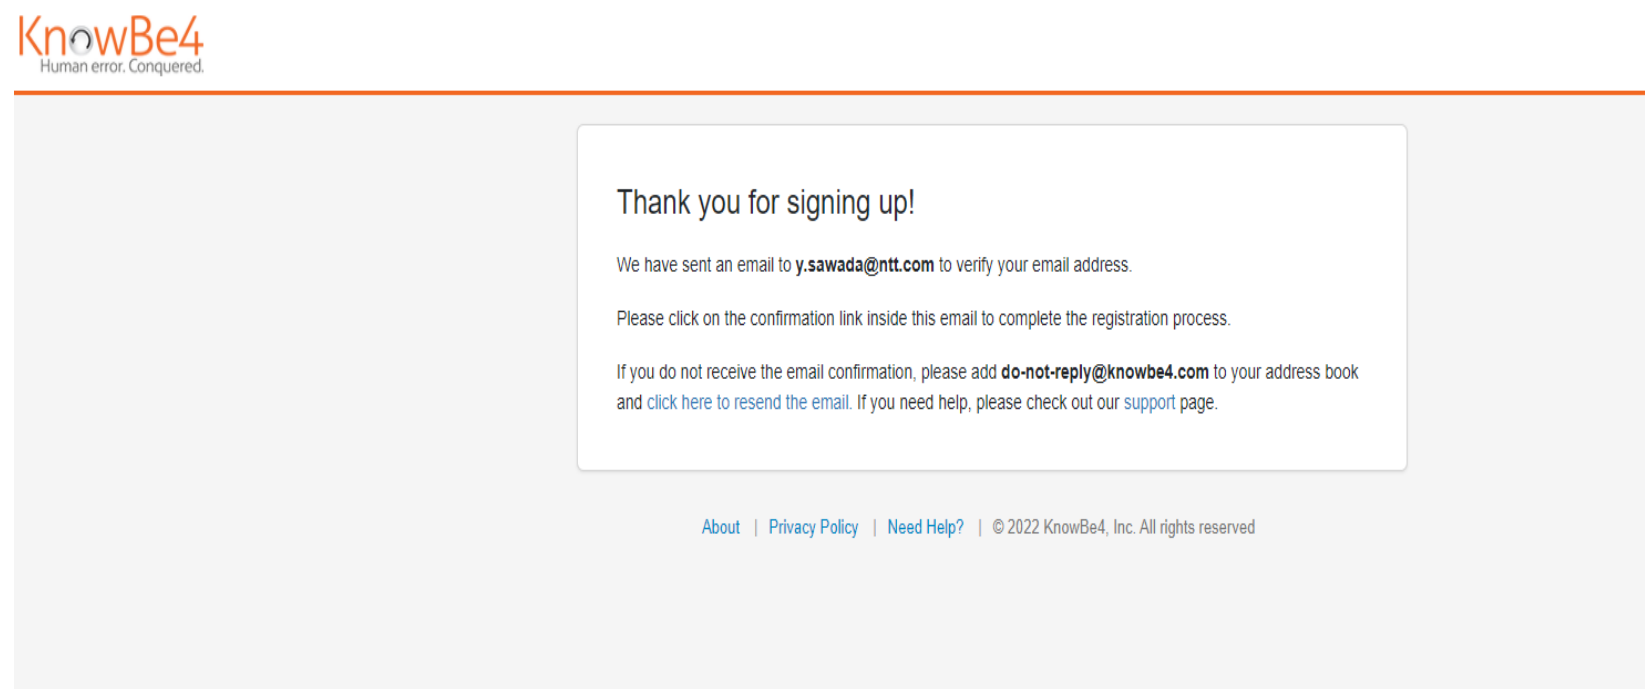 KnowBe4
Human error. Conquered.
Thank you for signing up!
We have sent an email to y.sawada@ntt.com to verify your email address.
Please click on the confirmation link inside this email to complete the registration process.
If you do not receive the email confirmation, please add do-not-reply@knowbe4.com to your address book
and click here to resend the email. If you need help, please check out our support page.
About | Privacy Policy | Need Help? | © 2022 KnowBe4, Inc. All rights reserved